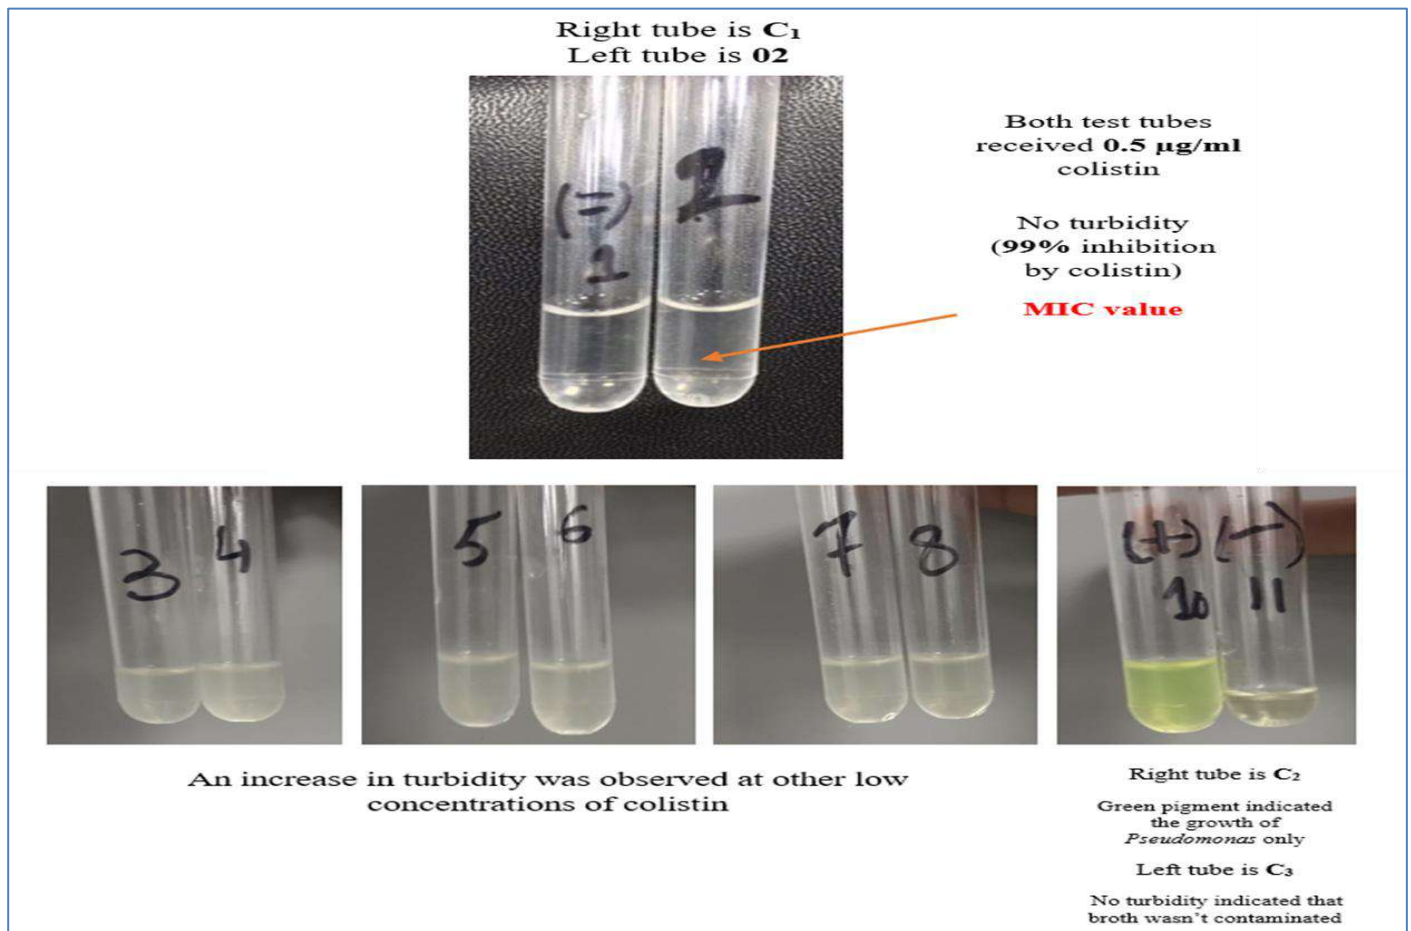 Right tube is C₁
Left tube is 02
Both test tubes
received 0.5 µg/ml
colistin
No turbidity
(99% inhibition
by colistin)
MIC value
(=)
1
2
3
4
5
6
7
8
(+) (-)
10 11
An increase in turbidity was observed at other low
concentrations of colistin
Right tube is C₂
Green pigment indicated
the growth of
Pseudomonas only
Left tube is C₃
No turbidity indicated that
broth wasn't contaminated